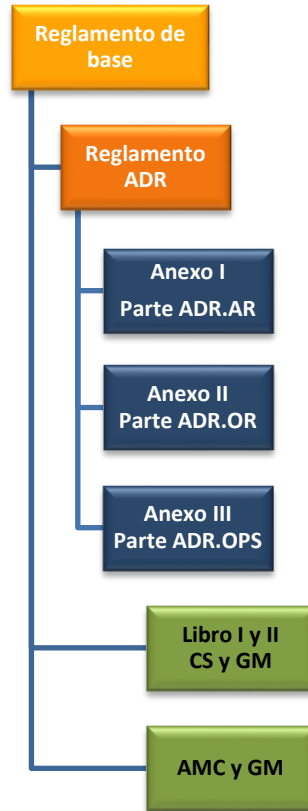 Reglamento de
base
Reglamento
ADR
Anexo I
Parte ADR.AR
Anexo II
Parte ADR.OR
Anexo III
Parte ADR.OPS
Libro I y II
CS y GM
AMC y GM